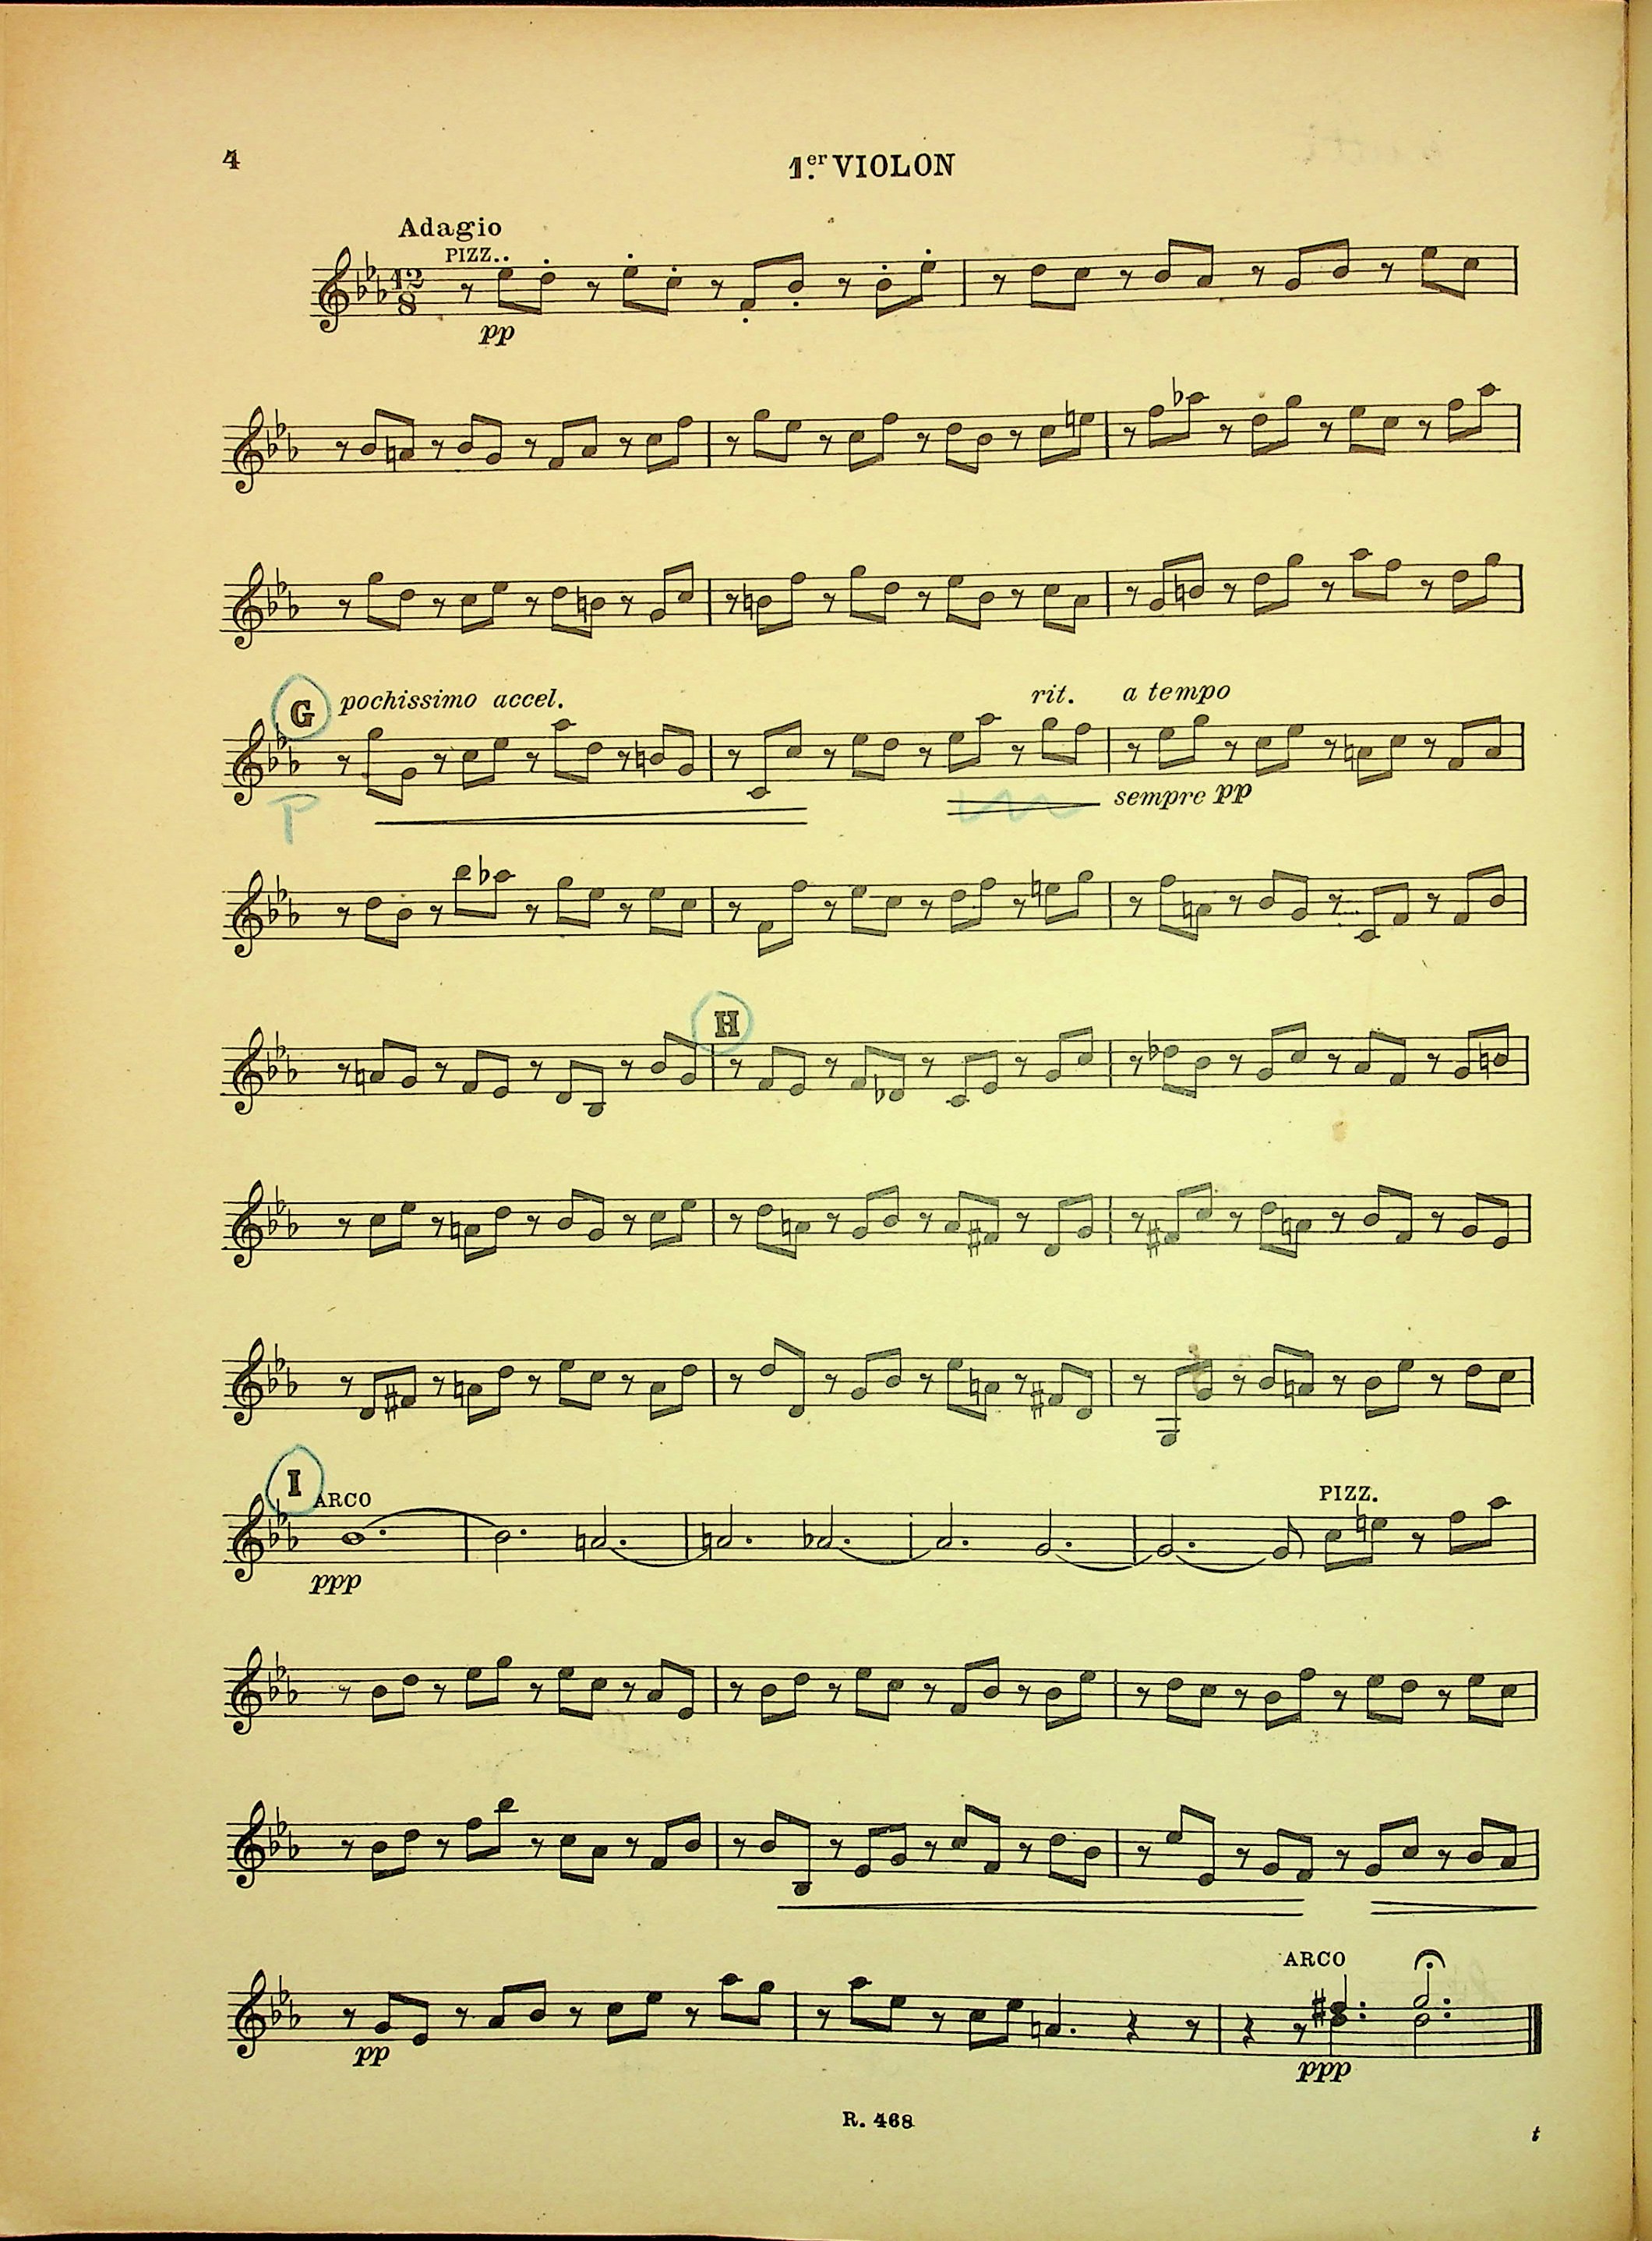 4
1.er VIOLON
Adagio
PIZZ.
12
8
pp
G pochissimo accel. rit. a tempo
P
sempre pp
H
I
ARCO PIZZ.
ppp
ARCO
pp
ppp
R. 468
t